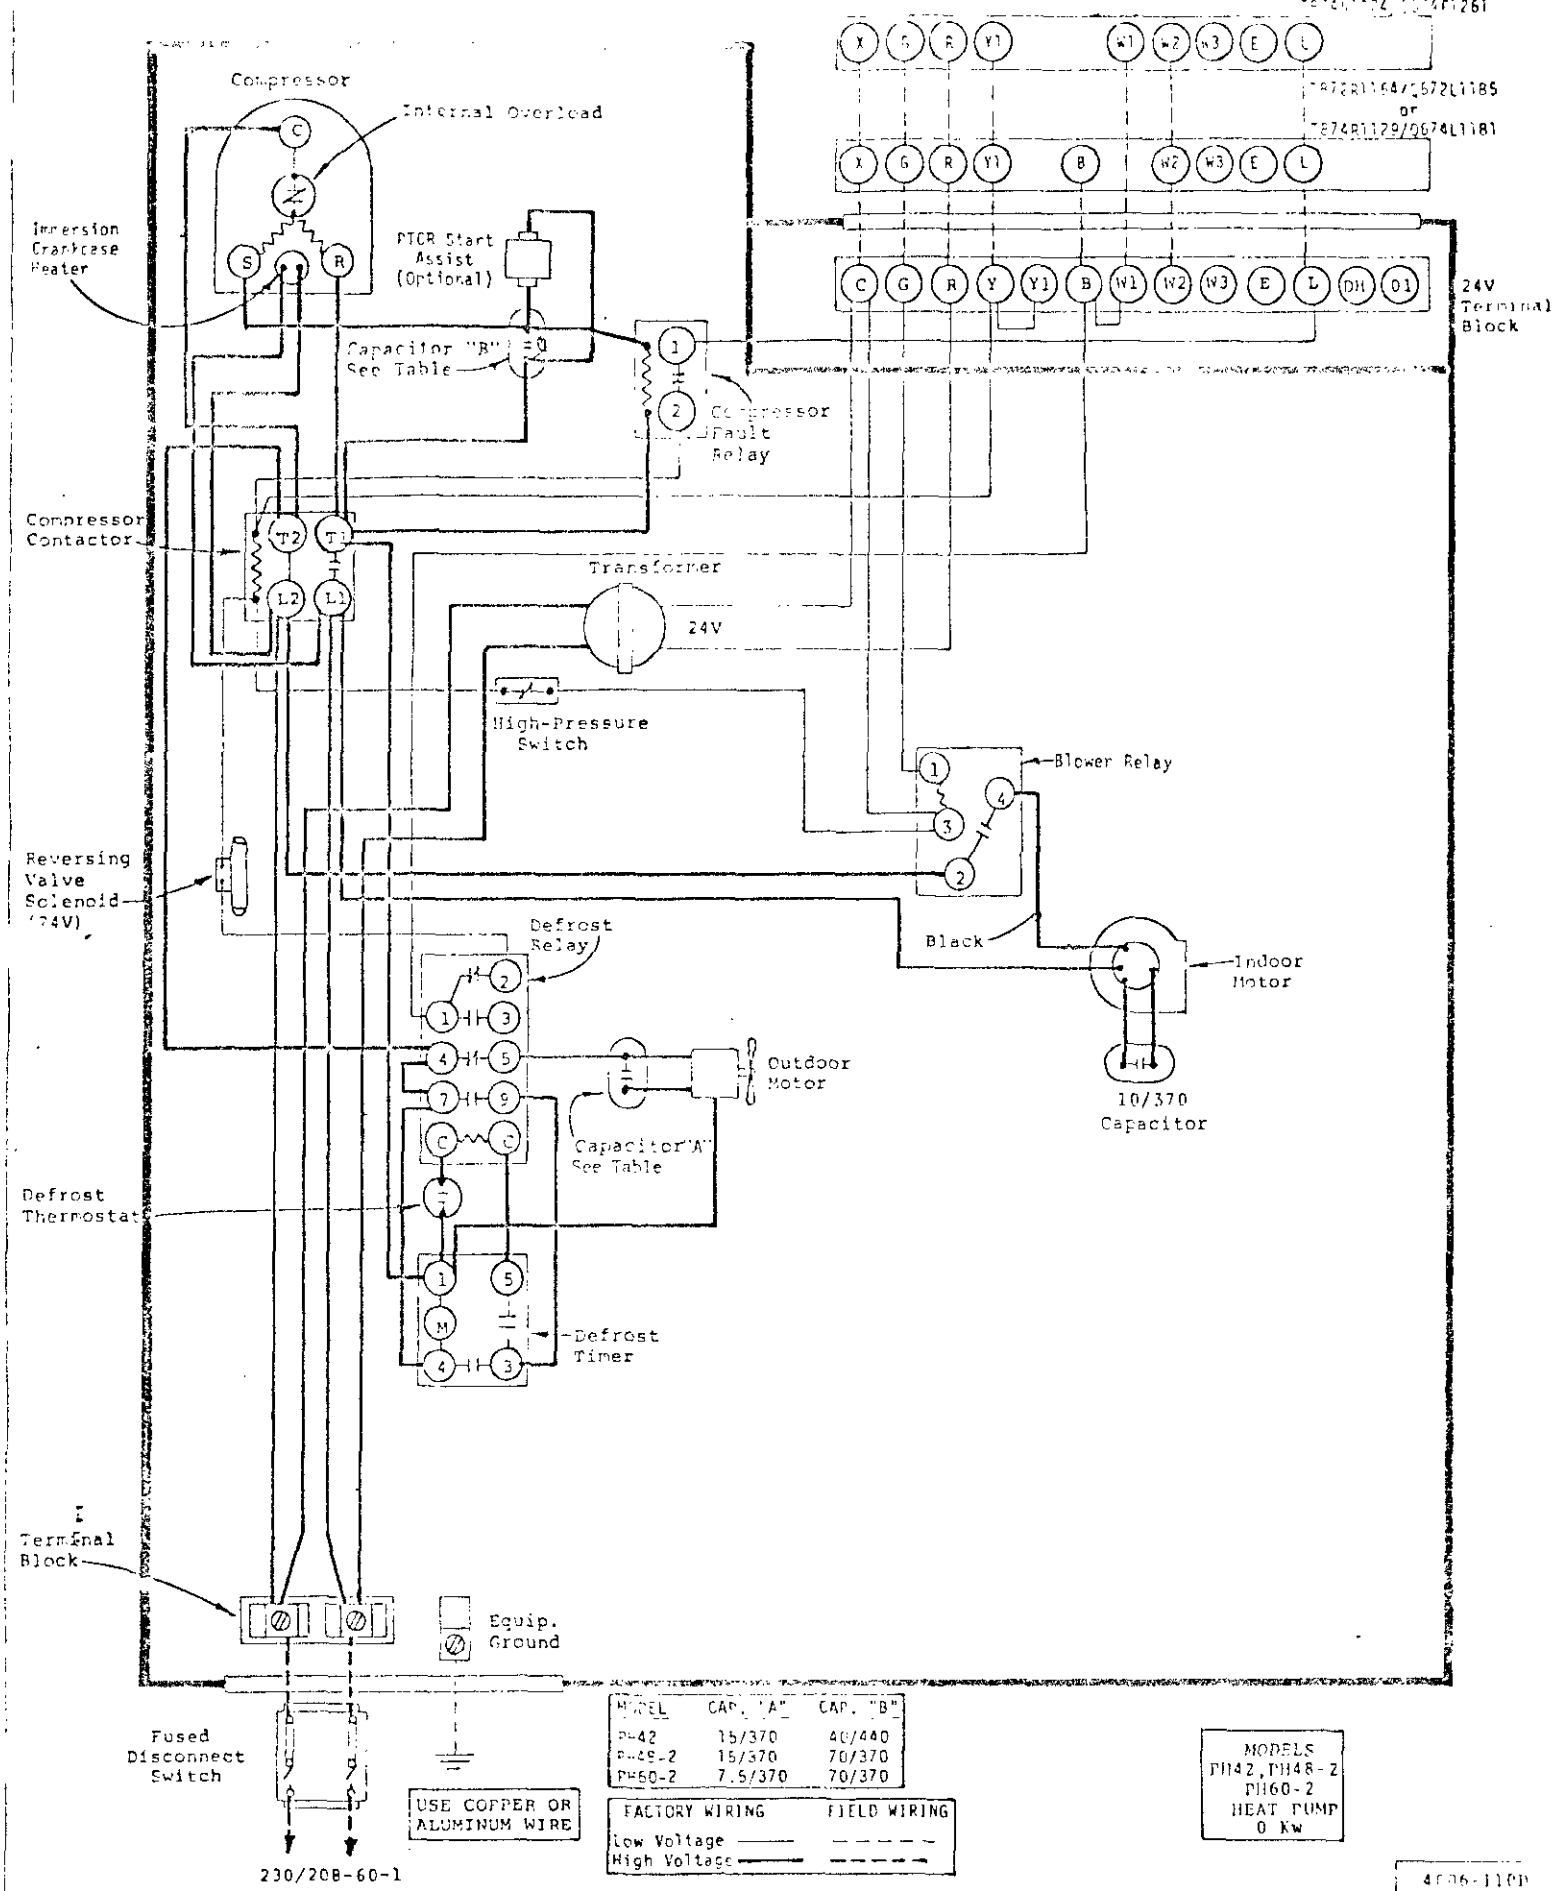 X G R Y1 W1 W2 W3 E L
T872R1164/Q672L1185
or
T874R1129/Q674L1181
X G R Y1 B W2 W3 E L
Compressor
Internal Overload
C
S R
Immersion
Crankcase
Heater
PTCR Start
Assist
(Optional)
C G R Y Y1 B W1 W2 W3 E L DH O1
24V
Terminal
Block
Capacitor "B"
See Table
1
2
Compressor
Fault
Relay
Compressor
Contactor
T2 T1
L2 L1
Transformer
24V
High-Pressure
Switch
Blower Relay
1
4
3
2
Reversing
Valve
Solenoid
(24V)
Defrost
Relay
Black
Indoor
Motor
2
1 3
4 5
7 9
C C
Outdoor
Motor
10/370
Capacitor
Capacitor "A"
See Table
Defrost
Thermostat
1 5
M
4 3
Defrost
Timer
Terminal
Block
Equip.
Ground
Fused
Disconnect
Switch
230/208-60-1
USE COPPER OR
ALUMINUM WIRE
MODEL CAP. "A" CAP. "B"
PH42 15/370 40/440
PH48-2 15/370 70/370
PH60-2 7.5/370 70/370
FACTORY WIRING FIELD WIRING
Low Voltage
High Voltage
MODELS
PH42,PH48-2
PH60-2
HEAT PUMP
0 KW